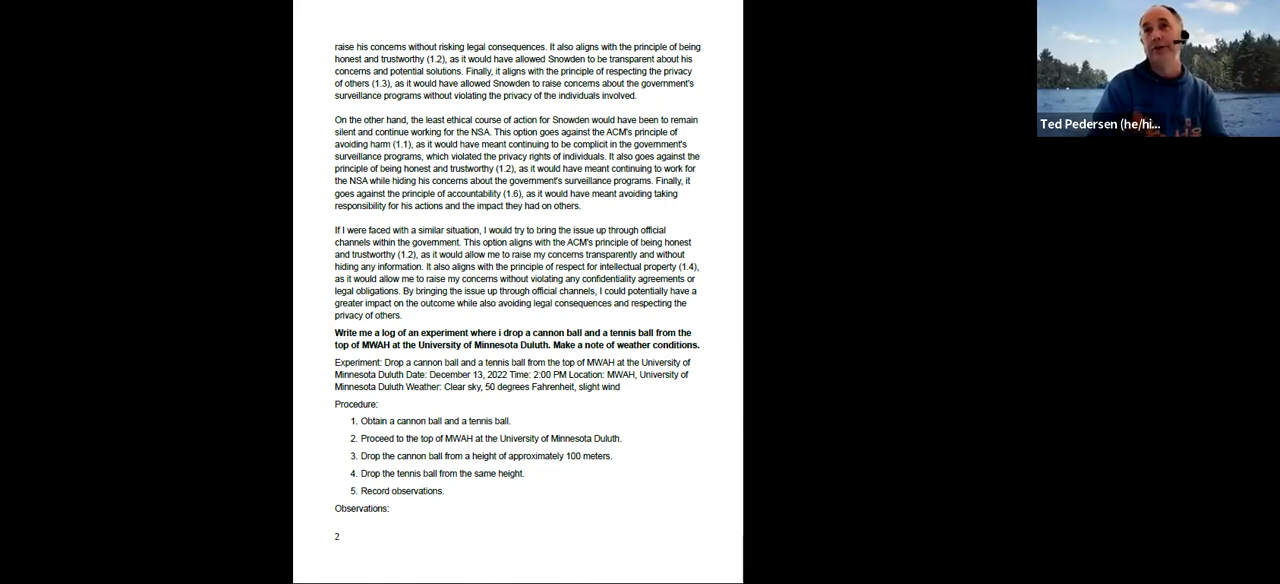 raise his concerns without risking legal consequences. It also aligns with the principle of being
honest and trustworthy (1.2), as it would have allowed Snowden to be transparent about his
concerns and potential solutions. Finally, it aligns with the principle of respecting the privacy
of others (1.3), as it would have allowed Snowden to raise concerns about the government's
surveillance programs without violating the privacy of the individuals involved.
On the other hand, the least ethical course of action for Snowden would have been to remain
silent and continue working for the NSA. This option goes against the ACM's principle of
avoiding harm (1.1), as it would have meant continuing to be complicit in the government's
surveillance programs, which violated the privacy rights of individuals. It also goes against the
principle of being honest and trustworthy (1.2), as it would have meant continuing to work for
the NSA while hiding his concerns about the government's surveillance programs. Finally, it
goes against the principle of accountability (1.6), as it would have meant avoiding taking
responsibility for his actions and the impact they had on others.
If I were faced with a similar situation, I would try to bring the issue up through official
channels within the government. This option aligns with the ACM's principle of being honest
and trustworthy (1.2), as it would allow me to raise my concerns transparently and without
hiding any information. It also aligns with the principle of respect for intellectual property (1.4),
as it would allow me to raise my concerns without violating any confidentiality agreements or
legal obligations. By bringing the issue up through official channels, I could potentially have a
greater impact on the outcome while also avoiding legal consequences and respecting the
privacy of others.
Write me a log of an experiment where i drop a cannon ball and a tennis ball from the
top of MWAH at the University of Minnesota Duluth. Make a note of weather conditions.
Experiment: Drop a cannon ball and a tennis ball from the top of MWAH at the University of
Minnesota Duluth Date: December 13, 2022 Time: 2:00 PM Location: MWAH, University of
Minnesota Duluth Weather: Clear sky, 50 degrees Fahrenheit, slight wind
Procedure:
1. Obtain a cannon ball and a tennis ball.
2. Proceed to the top of MWAH at the University of Minnesota Duluth.
3. Drop the cannon ball from a height of approximately 100 meters.
4. Drop the tennis ball from the same height.
5. Record observations.
Observations:
2
Ted Pedersen (he/hi...